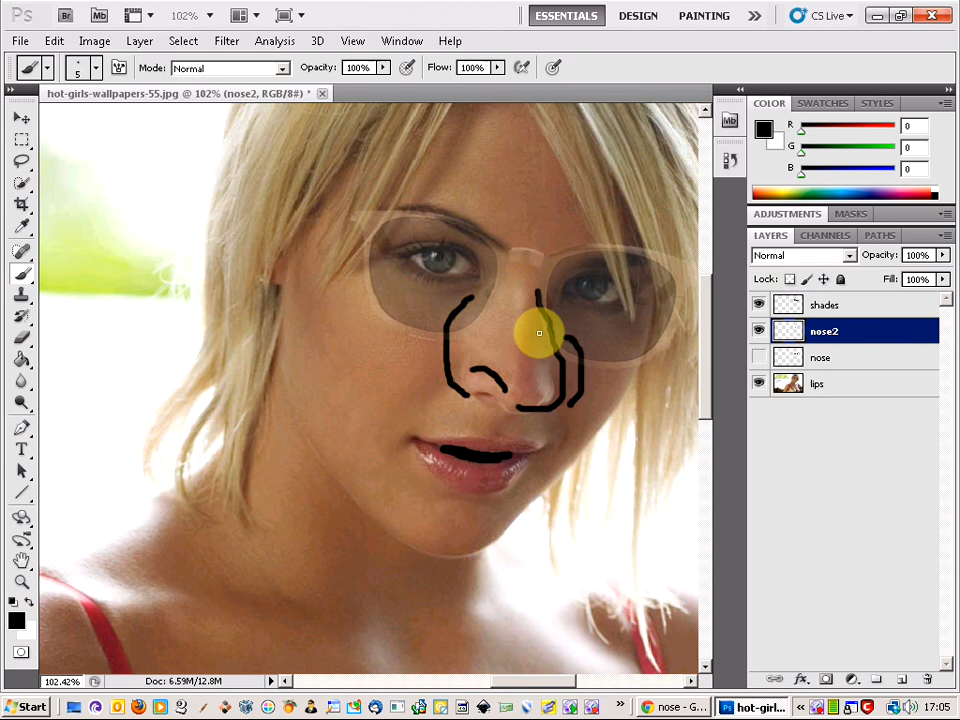 Ps Br Mb 102% ESSENTIALS DESIGN PAINTING CS Live
File Edit Image Layer Select Filter Analysis 3D View Window Help
5 Mode: Normal Opacity: 100% Flow: 100%
hot-girls-wallpapers-55.jpg @ 102% (nose2, RGB/8#) *
Mb
COLOR SWATCHES STYLES
R 0
G 0
B 0
ADJUSTMENTS MASKS
LAYERS CHANNELS PATHS
Normal Opacity: 100%
Lock: Fill: 100%
shades
nose2
nose
lips
102.42% Doc: 6.59M/12.8M
Start nose - G... hot-girl... 17:05